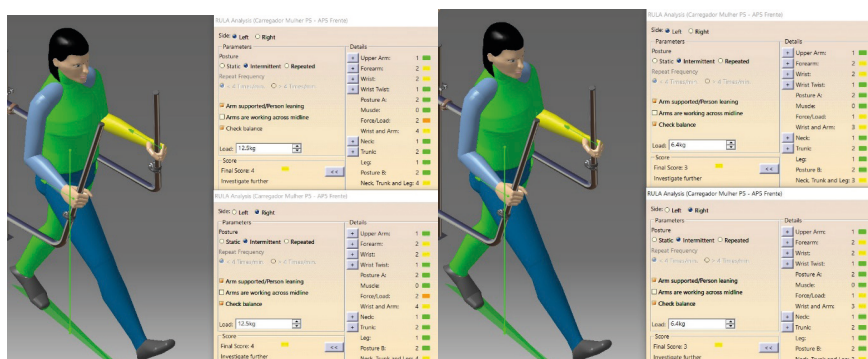 RULA Analysis (Carregador Mulher P5 - APS Frente)
Side: Left Right
Parameters
Posture
Static Intermittent Repeated
Repeat Frequency
Arm supported/Person leaning
Arms are working across midline
Check balance
Load: 12,5kg
Score
Final Score: 4
Investigate further
<<
Details
+ Upper Arm: 1
+ Forearm: 2
+ Wrist: 2
+ Wrist Twist: 1
Posture A: 2
Muscle: 0
Force/Load: 2
Wrist and Arm: 4
+ Neck: 1
+ Trunk: 2
Leg: 1
Posture B: 2
Neck, Trunk and Leg: 4
RULA Analysis (Carregador Mulher P5 - APS Frente)
Side: Left Right
Parameters
Posture
Static Intermittent Repeated
Repeat Frequency
Arm supported/Person leaning
Arms are working across midline
Check balance
Load: 12,5kg
Score
Final Score: 4
Investigate further
<<
Details
+ Upper Arm: 1
+ Forearm: 2
+ Wrist: 2
+ Wrist Twist: 1
Posture A: 2
Muscle: 0
Force/Load: 2
Wrist and Arm: 4
+ Neck: 1
+ Trunk: 2
Leg: 1
Posture B: 2
RULA Analysis (Carregador Mulher P5 - APS Frente)
Side: Left Right
Parameters
Posture
Static Intermittent Repeated
Repeat Frequency
Arm supported/Person leaning
Arms are working across midline
Check balance
Load: 6,4kg
Score
Final Score: 3
Investigate further
<<
Details
+ Upper Arm: 1
+ Forearm: 2
+ Wrist: 2
+ Wrist Twist: 1
Posture A: 2
Muscle: 0
Force/Load: 1
Wrist and Arm: 3
+ Neck: 1
+ Trunk: 2
Leg: 1
Posture B: 2
Neck, Trunk and Leg: 3
RULA Analysis (Carregador Mulher P5 - APS Frente)
Side: Left Right
Parameters
Posture
Static Intermittent Repeated
Repeat Frequency
Arm supported/Person leaning
Arms are working across midline
Check balance
Load: 6,4kg
Score
Final Score: 3
Investigate further
<<
Details
+ Upper Arm: 1
+ Forearm: 2
+ Wrist: 2
+ Wrist Twist: 1
Posture A: 2
Muscle: 0
Force/Load: 1
Wrist and Arm: 3
+ Neck: 1
+ Trunk: 2
Leg: 1
Posture B: 2